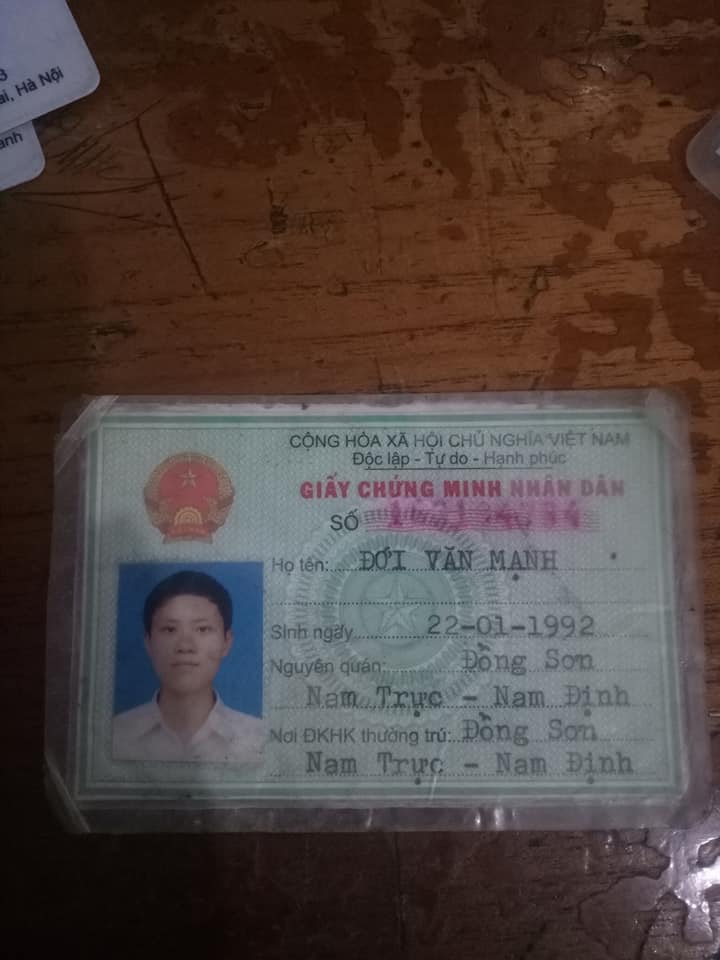 3
ai, Hà Nội
anh
CỘNG HÒA XÃ HỘI CHỦ NGHĨA VIỆT NAM
Độc lập - Tự do - Hạnh phúc
GIẤY CHỨNG MINH NHÂN DÂN
SỐ
Họ tên: ĐƠI VĂN MẠNH
Sinh ngày 22-01-1992
Nguyên quán: Đồng Sơn
Nam Trực - Nam Định
Nơi ĐKHK thường trú: Đồng Sơn
Nam Trực - Nam Định